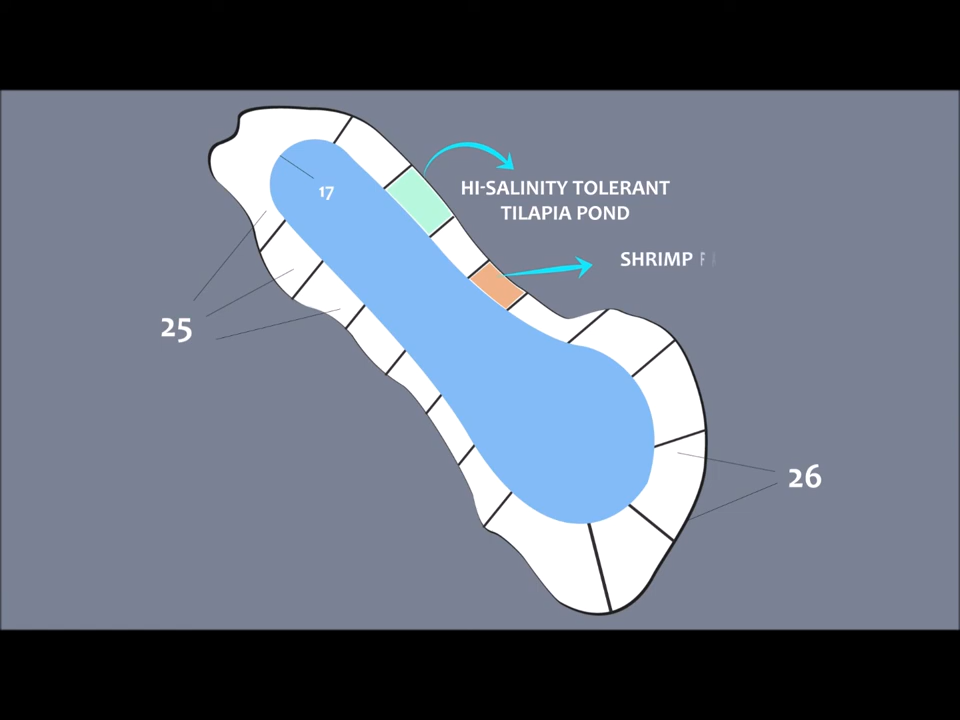 17
HI-SALINITY TOLERANT
TILAPIA POND
SHRIMP
25
26